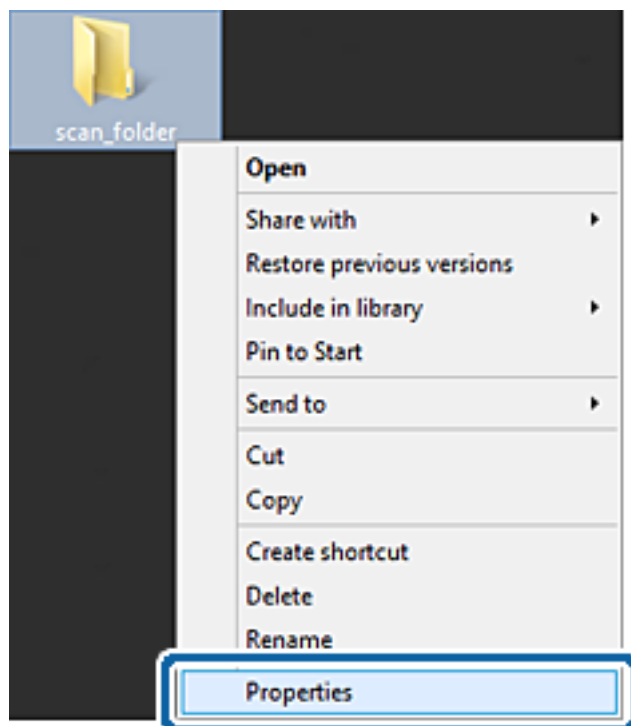 scan_folder
Open
Share with
Restore previous versions
Include in library
Pin to Start
Send to
Cut
Copy
Create shortcut
Delete
Rename
Properties